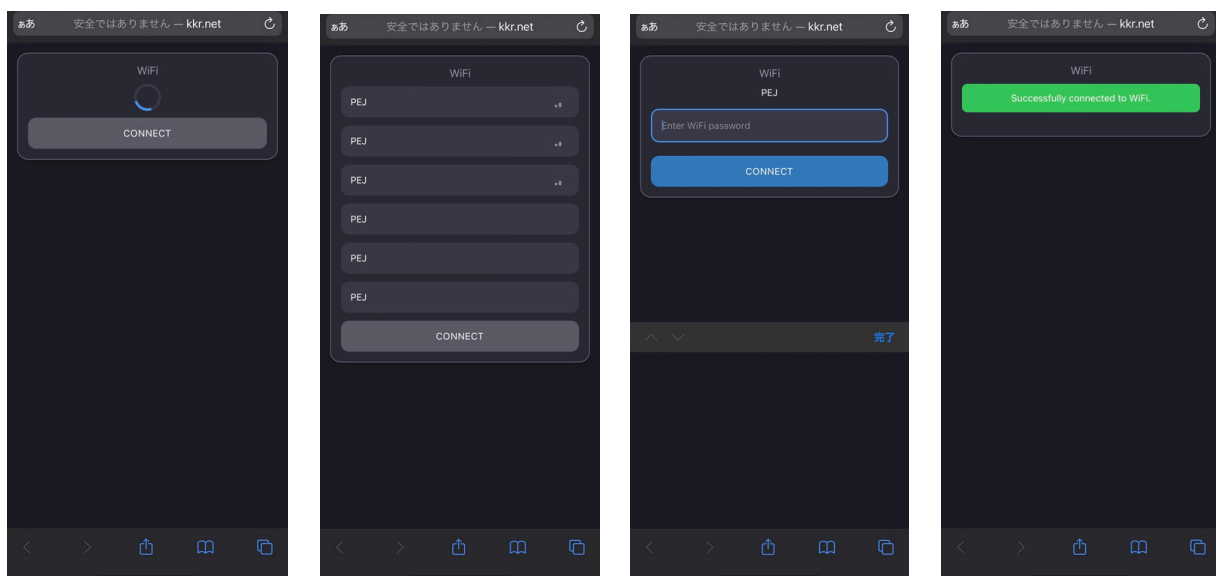 ぁあ 安全ではありません — kkr.net
WiFi
CONNECT
ぁあ 安全ではありません — kkr.net
WiFi
PEJ
PEJ
PEJ
PEJ
PEJ
PEJ
CONNECT
ぁあ 安全ではありません — kkr.net
WiFi
PEJ
Enter WiFi password
CONNECT
完了
ぁあ 安全ではありません — kkr.net
WiFi
Successfully connected to WiFi.